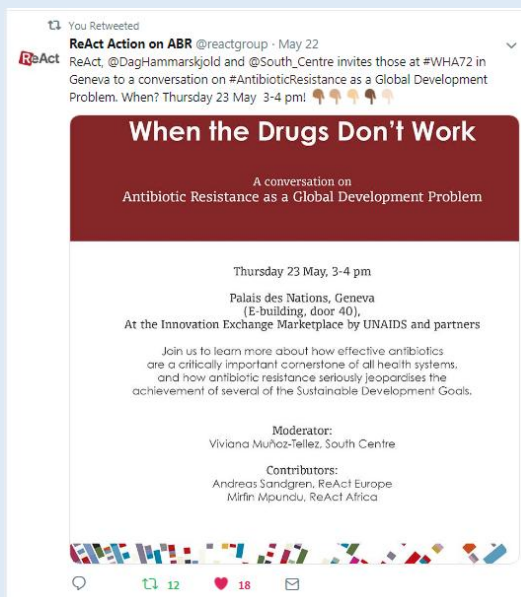 You Retweeted
ReAct Action on ABR @reactgroup · May 22
ReAct
ReAct, @DagHammarskjold and @South_Centre invites those at #WHA72 in
Geneva to a conversation on #AntibioticResistance as a Global Development
Problem. When? Thursday 23 May 3-4 pm! 👇🏽👇🏼👇🏼👇🏿👇🏻
When the Drugs Don't Work
A conversation on
Antibiotic Resistance as a Global Development Problem
Thursday 23 May, 3-4 pm
Palais des Nations, Geneva
(E-building, door 40),
At the Innovation Exchange Marketplace by UNAIDS and partners
Join us to learn more about how effective antibiotics
are a critically important cornerstone of all health systems,
and how antibiotic resistance seriously jeopardises the
achievement of several of the Sustainable Development Goals.
Moderator:
Viviana Muñoz-Tellez, South Centre
Contributors:
Andreas Sandgren, ReAct Europe
Mirfin Mpundu, ReAct Africa
12 18